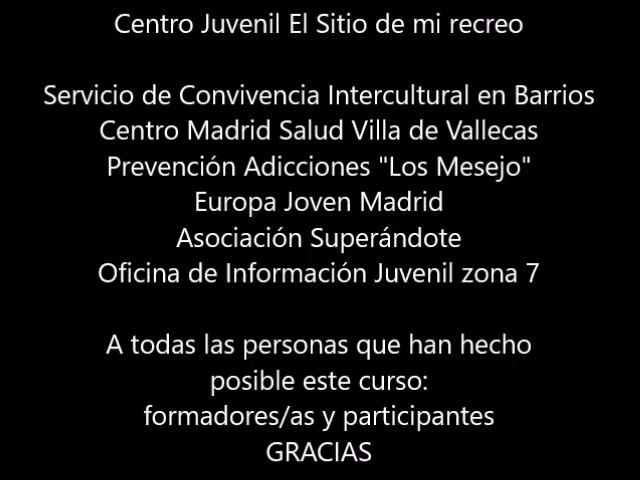 Centro Juvenil El Sitio de mi recreo
Servicio de Convivencia Intercultural en Barrios
Centro Madrid Salud Villa de Vallecas
Prevención Adicciones "Los Mesejo"
Europa Joven Madrid
Asociación Superándote
Oficina de Información Juvenil zona 7
A todas las personas que han hecho
posible este curso:
formadores/as y participantes
GRACIAS